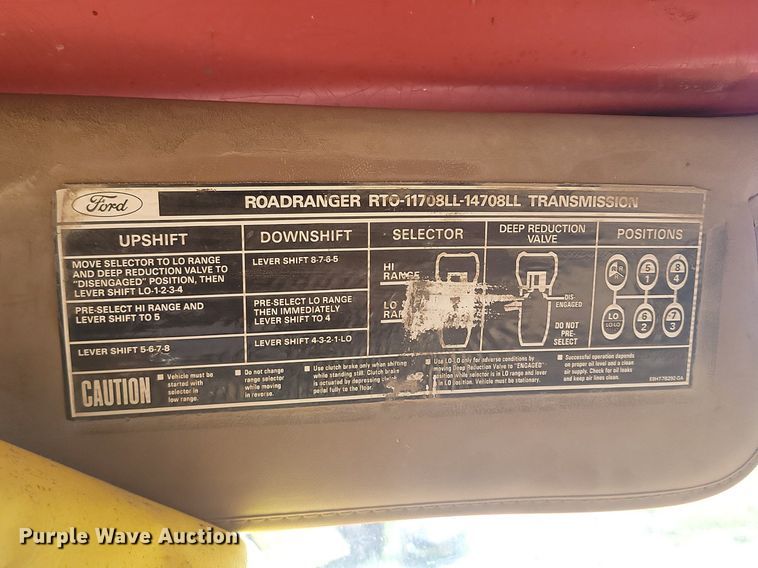 Ford
ROADRANGER RTO-11708LL-14708LL TRANSMISSION
UPSHIFT
MOVE SELECTOR TO LO RANGE
AND DEEP REDUCTION VALVE TO
"DISENGAGED" POSITION, THEN
LEVER SHIFT LO-1-2-3-4
PRE-SELECT HI RANGE AND
LEVER SHIFT TO 5
LEVER SHIFT 5-6-7-8
DOWNSHIFT
LEVER SHIFT 8-7-6-5
PRE-SELECT LO RANGE
THEN IMMEDIATELY
LEVER SHIFT TO 4
LEVER SHIFT 4-3-2-1-LO
SELECTOR
HI
RANGE
LO
DEEP REDUCTION
VALVE
DIS-
ENGAGED
DO NOT
PRE-
SELECT
POSITIONS
R R 5 8
1 4
LO 6 7
LO-LO 2 3
CAUTION
Vehicle must be
started with
selector in
low range.
Do not change
range selector
while moving
in reverse.
Use clutch brake only when shifting
while standing still. Clutch brake
is actuated by depressing clutch
pedal fully to the floor.
Use LO-LO only for adverse conditions by
moving Deep Reduction Valve to "ENGAGED"
position while selector is in LO range and lever
in LO position. Vehicle must be stationary.
Successful operation depends
on proper oil level and a clean
air supply. Check for oil leaks
and keep air lines clean.
Purple Wave Auction